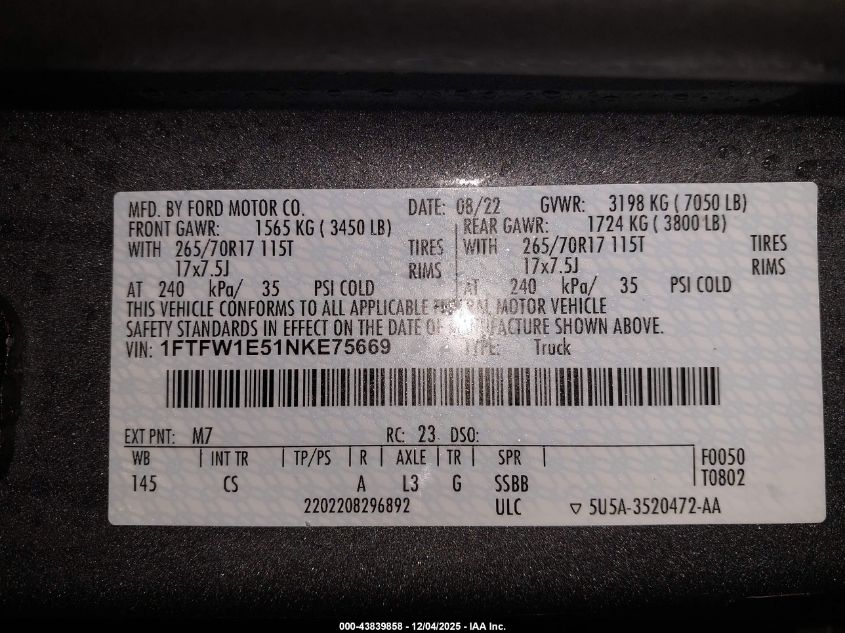 MFD. BY FORD MOTOR CO. DATE: 08/22 GVWR: 3198 KG ( 7050 LB)
FRONT GAWR: 1565 KG ( 3450 LB) REAR GAWR: 1724 KG ( 3800 LB)
WITH 265/70R17 115T TIRES WITH 265/70R17 115T TIRES
17x7.5J RIMS 17x7.5J RIMS
AT 240 kPa/ 35 PSI COLD AT 240 kPa/ 35 PSI COLD
THIS VEHICLE CONFORMS TO ALL APPLICABLE FEDERAL MOTOR VEHICLE
SAFETY STANDARDS IN EFFECT ON THE DATE OF MANUFACTURE SHOWN ABOVE.
VIN: 1FTFW1E51NKE75669 TYPE: Truck
EXT PNT: M7 RC: 23 DSO:
WB INT TR TP/PS R AXLE TR SPR F0050
145 CS A L3 G SSBB T0802
2202208296892 ULC ▽ 5U5A-3520472-AA
000-43839858 - 12/04/2025 - IAA Inc.